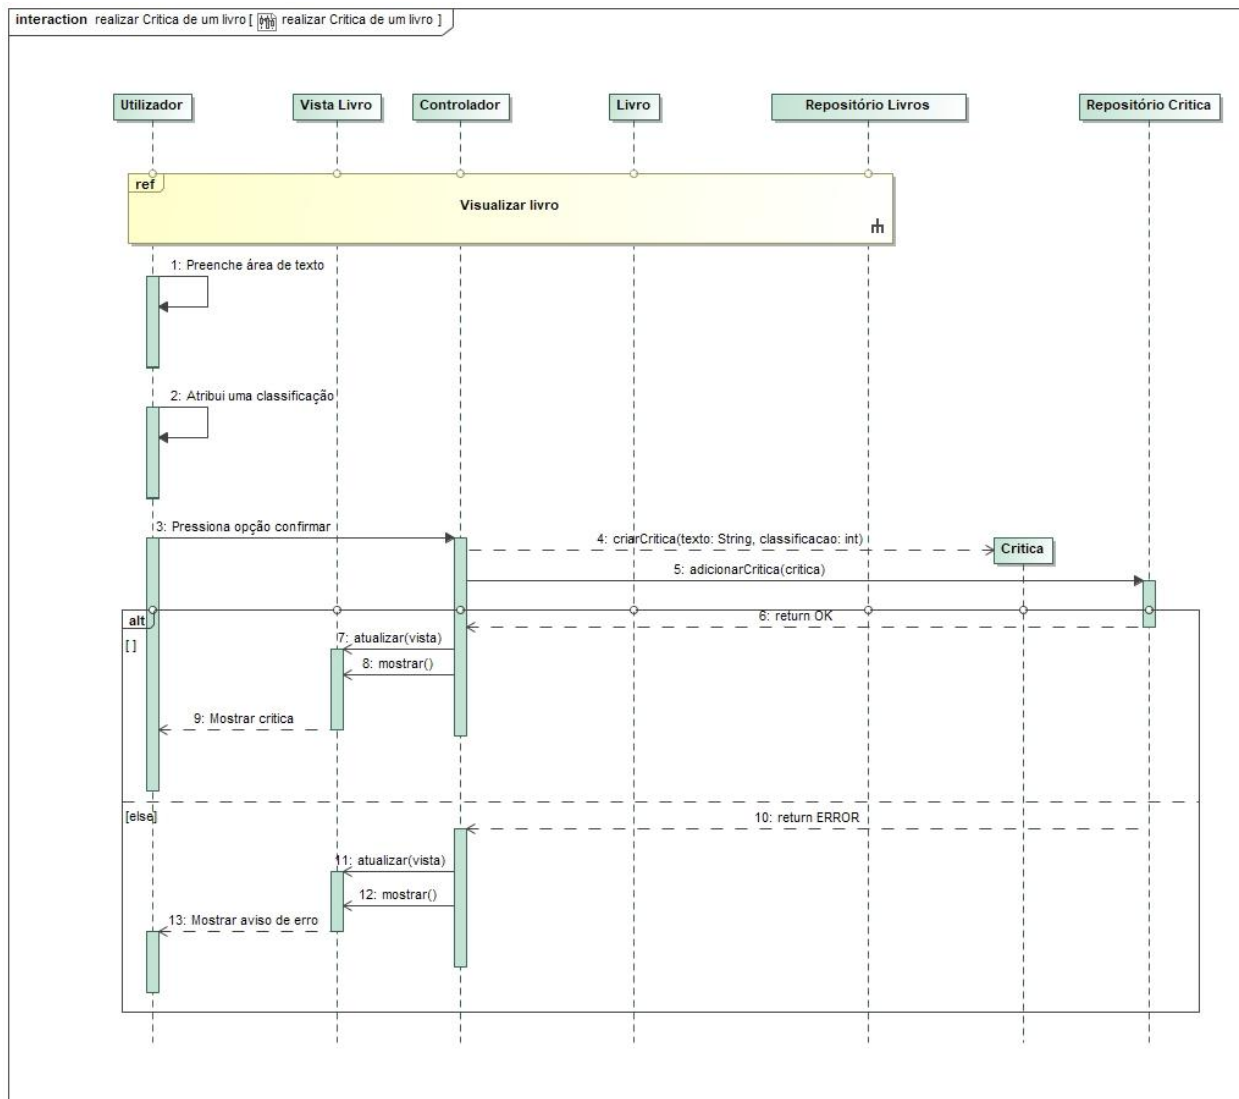 interaction realizar Critica de um livro [ realizar Critica de um livro ]
Utilizador
Vista Livro
Controlador
Livro
Repositório Livros
Repositório Critica
ref
Visualizar livro
1: Preenche área de texto
2: Atribui uma classificação
3: Pressiona opção confirmar
4: criarCritica(texto: String, classificacao: int)
Critica
5: adicionarCritica(critica)
alt
6: return OK
[ ]
7: atualizar(vista)
8: mostrar()
9: Mostrar critica
[else]
10: return ERROR
11: atualizar(vista)
12: mostrar()
13: Mostrar aviso de erro